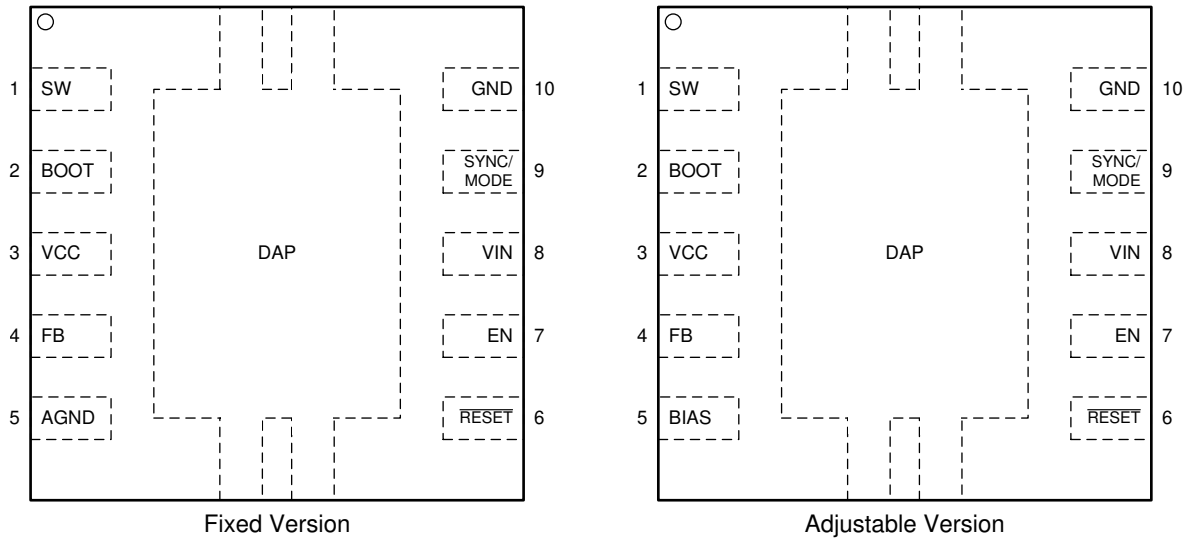 1 SW GND 10
2 BOOT SYNC/
MODE 9
3 VCC DAP VIN 8
4 FB EN 7
5 AGND RESET 6
Fixed Version
1 SW GND 10
2 BOOT SYNC/
MODE 9
3 VCC DAP VIN 8
4 FB EN 7
5 BIAS RESET 6
Adjustable Version